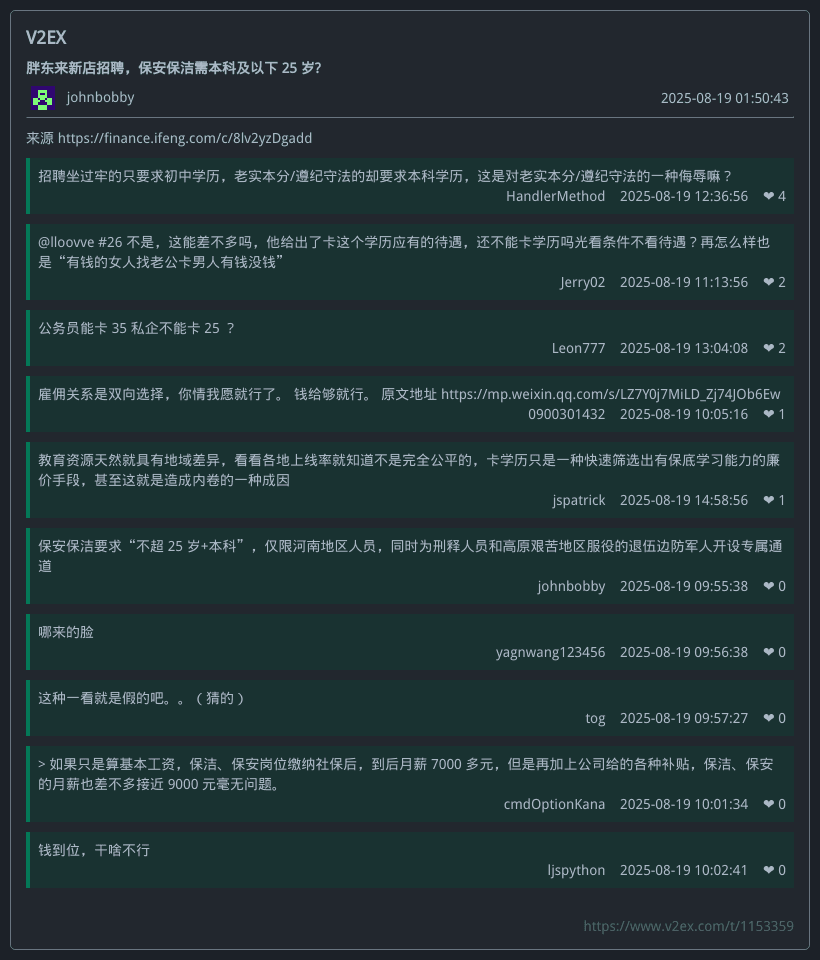 V2EX
胖东来新店招聘，保安保洁需本科及以下 25 岁?
johnbobby
2025-08-19 01:50:43
来源 https://finance.ifeng.com/c/8lv2yzDgadd
招聘坐过牢的只要求初中学历，老实本分/遵纪守法的却要求本科学历，这是对老实本分/遵纪守法的一种侮辱嘛？
HandlerMethod 2025-08-19 12:36:56 ❤ 4
@lloovve #26 不是，这能差不多吗，他给出了卡这个学历应有的待遇，还不能卡学历吗光看条件不看待遇？再怎么样也
是“有钱的女人找老公卡男人有钱没钱”
Jerry02 2025-08-19 11:13:56 ❤ 2
公务员能卡 35 私企不能卡 25 ？
Leon777 2025-08-19 13:04:08 ❤ 2
雇佣关系是双向选择，你情我愿就行了。 钱给够就行。 原文地址 https://mp.weixin.qq.com/s/LZ7Y0j7MiLD_Zj74JOb6Ew
0900301432 2025-08-19 10:05:16 ❤ 1
教育资源天然就具有地域差异，看看各地上线率就知道不是完全公平的，卡学历只是一种快速筛选出有保底学习能力的廉
价手段，甚至这就是造成内卷的一种成因
jspatrick 2025-08-19 14:58:56 ❤ 1
保安保洁要求“不超 25 岁+本科”，仅限河南地区人员，同时为刑释人员和高原艰苦地区服役的退伍边防军人开设专属通
道
johnbobby 2025-08-19 09:55:38 ❤ 0
哪来的脸
yagnwang123456 2025-08-19 09:56:38 ❤ 0
这种一看就是假的吧。。（猜的）
tog 2025-08-19 09:57:27 ❤ 0
> 如果只是算基本工资，保洁、保安岗位缴纳社保后，到后月薪 7000 多元，但是再加上公司给的各种补贴，保洁、保安
的月薪也差不多接近 9000 元毫无问题。
cmdOptionKana 2025-08-19 10:01:34 ❤ 0
钱到位，干啥不行
ljspython 2025-08-19 10:02:41 ❤ 0
https://www.v2ex.com/t/1153359